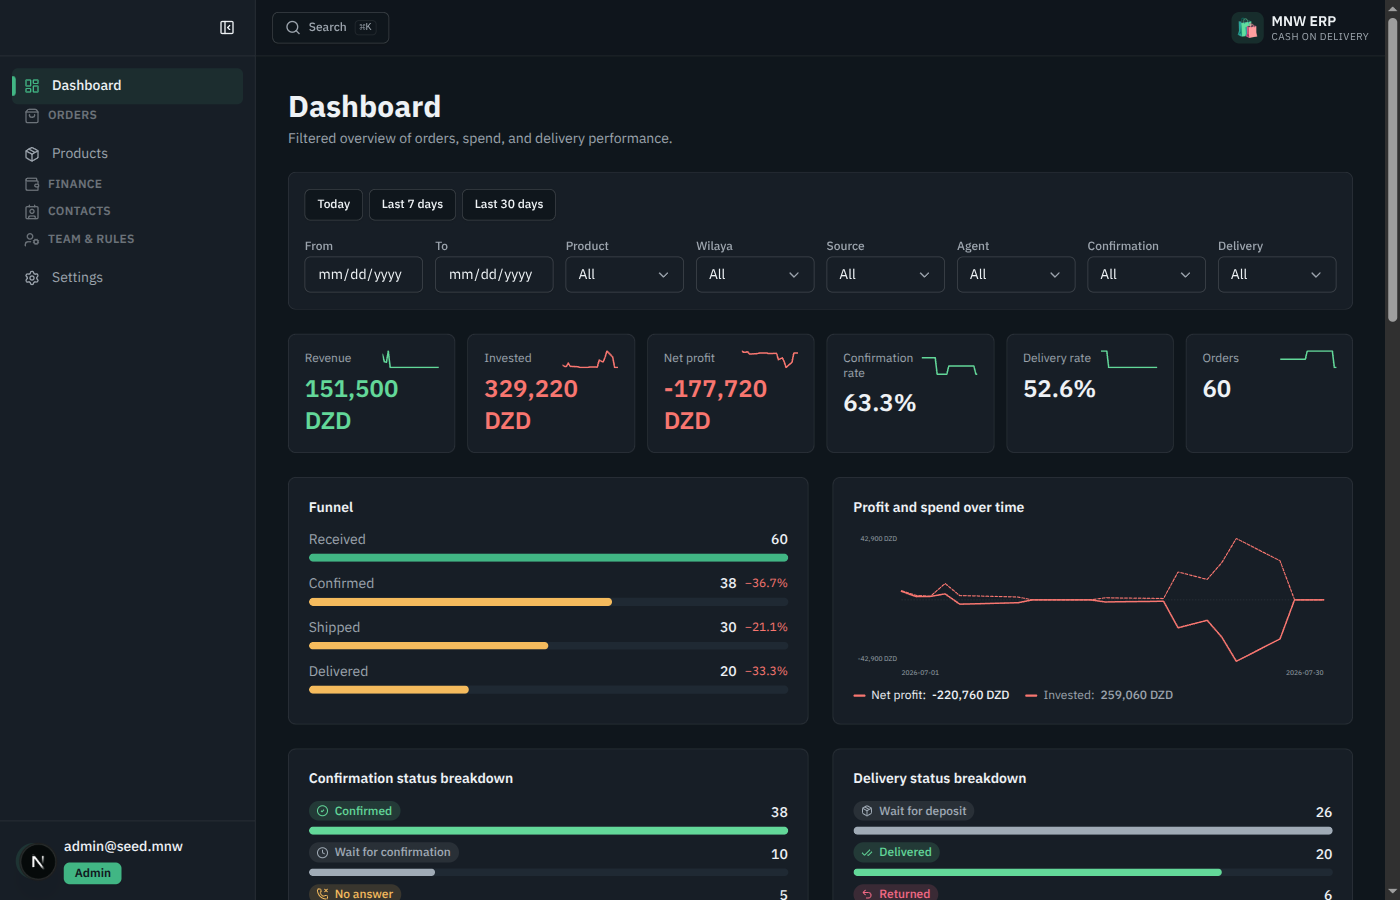 Search ⌘K
MNW ERP
CASH ON DELIVERY
Dashboard
ORDERS
Products
FINANCE
CONTACTS
TEAM & RULES
Settings
admin@seed.mnw
Admin
N
Dashboard
Filtered overview of orders, spend, and delivery performance.
Today
Last 7 days
Last 30 days
From
To
Product
Wilaya
Source
Agent
Confirmation
Delivery
mm/dd/yyyy
mm/dd/yyyy
All
All
All
All
All
All
Revenue
151,500
DZD
Invested
329,220
DZD
Net profit
-177,720
DZD
Confirmation
rate
63.3%
Delivery rate
52.6%
Orders
60
Funnel
Received 60
Confirmed 38 −36.7%
Shipped 30 −21.1%
Delivered 20 −33.3%
Profit and spend over time
42,900 DZD
-42,900 DZD
2026-07-01
2026-07-30
Net profit: -220,760 DZD
Invested: 259,060 DZD
Confirmation status breakdown
Confirmed 38
Wait for confirmation 10
No answer 5
Delivery status breakdown
Wait for deposit 26
Delivered 20
Returned 6